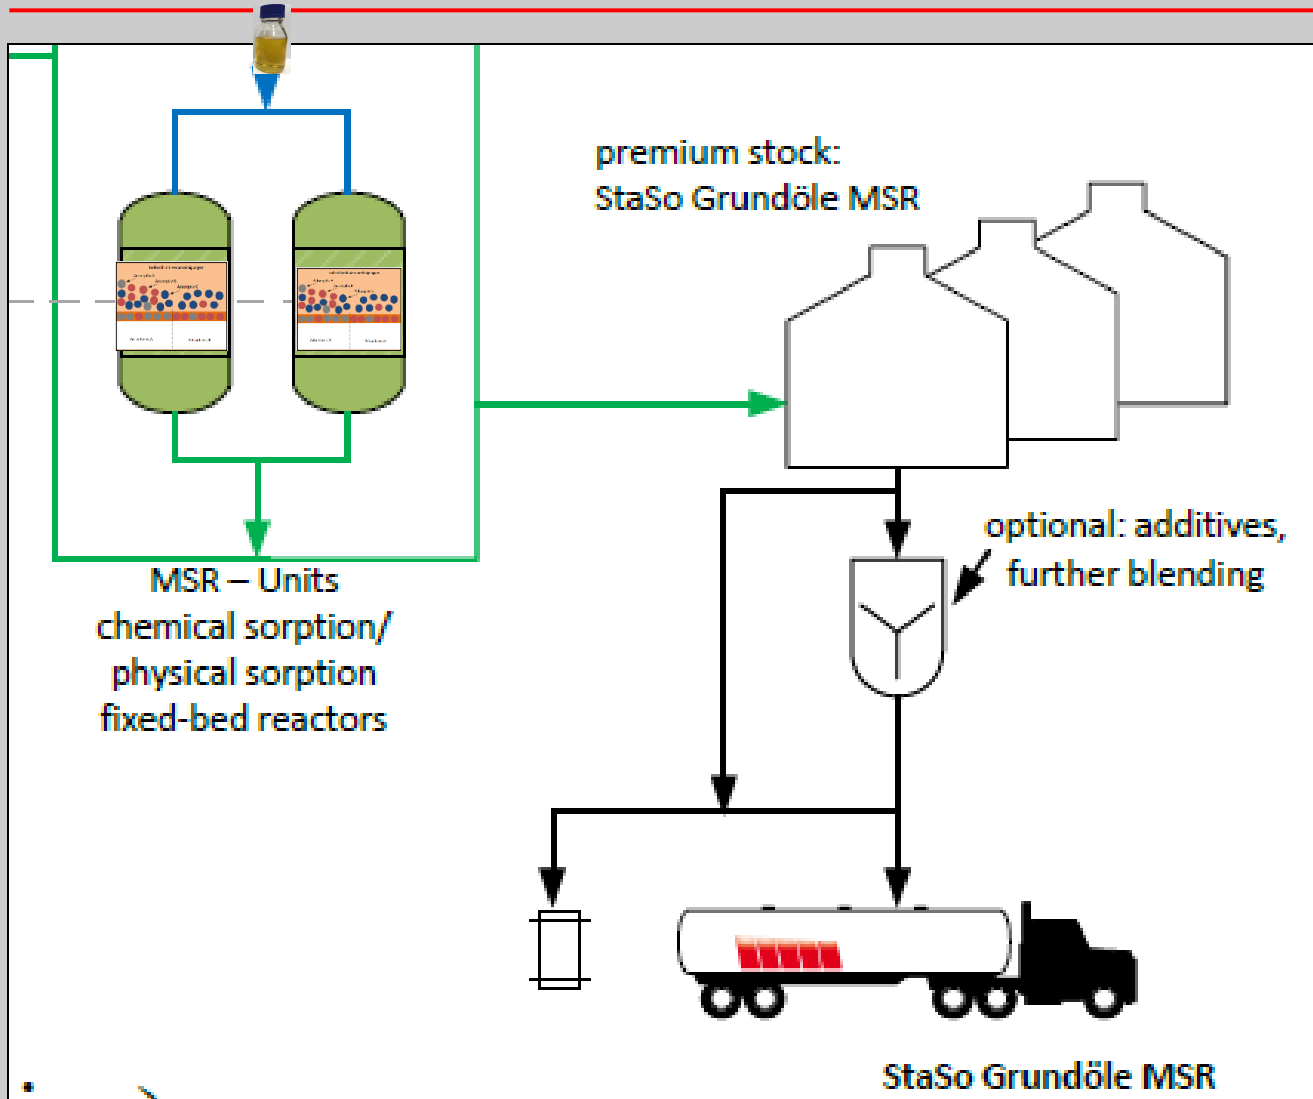 premium stock:
StaSo Grundöle MSR
optional: additives,
further blending
MSR – Units
chemical sorption/
physical sorption
fixed-bed reactors
StaSo Grundöle MSR